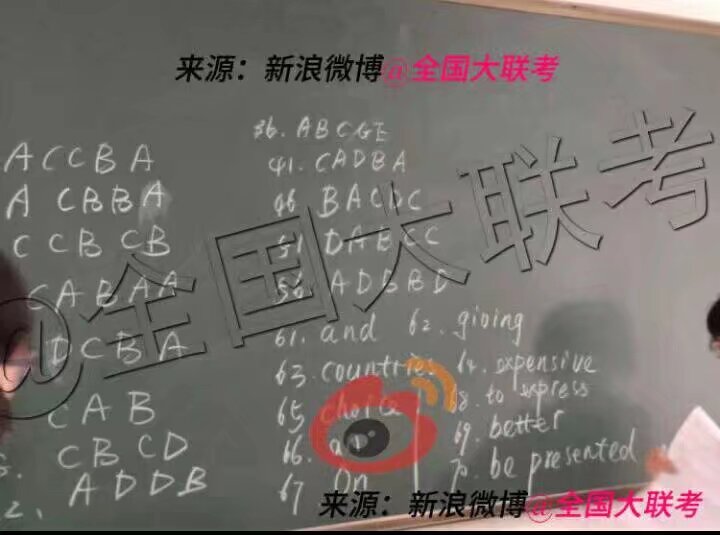 来源：新浪微博@全国大联考
ACCBA
A CBBA
CCBCB
CABAA
DCBA
CAB
CBCD
2、ADDB
36. ABCGE
41. CADBA
46 BACDC
51 DABCC
56. ADBBD
61. and 62. giving
63. countries 64. expensive
65 choice 68. to express
66. 69. better
67 On 70. be presented
@全国大联考
来源：新浪微博@全国大联考